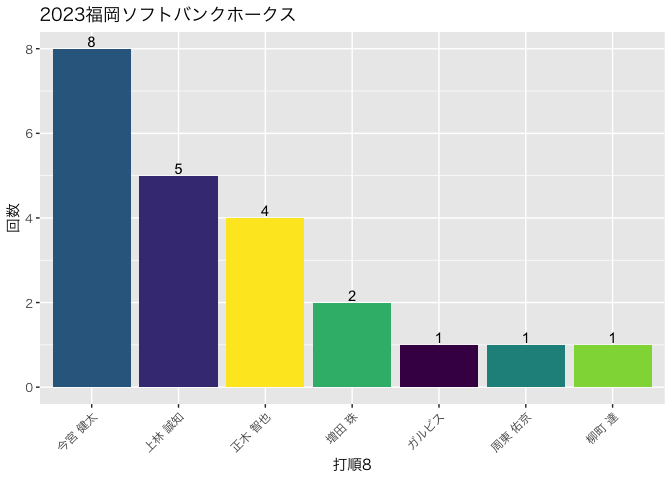 2023福岡ソフトバンクホークス
8
5
4
2
1
1
1
8
6
4
2
0
回数
今宮 健太
上林 誠知
正木 智也
増田 珠
ガルビス
周東 佑京
柳町 達
打順8